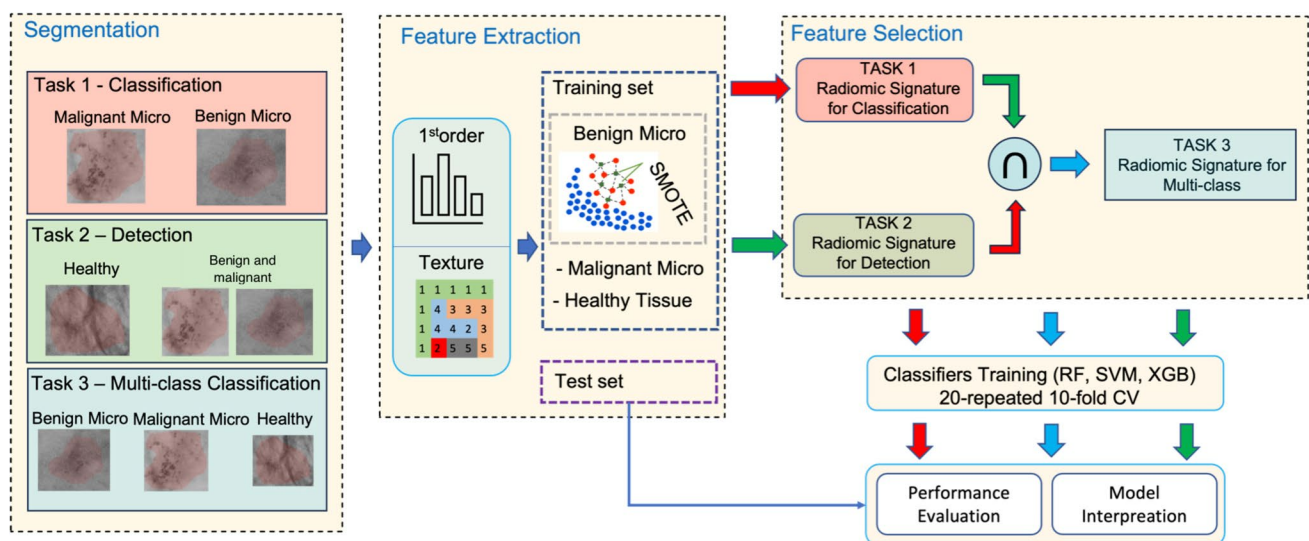 Segmentation
Task 1 - Classification
Malignant Micro
Benign Micro
Task 2 – Detection
Healthy
Benign and
malignant
Task 3 – Multi-class Classification
Benign Micro
Malignant Micro
Healthy
Feature Extraction
1st order
Texture
1 1 1 1 1
1 4 3 3 3
1 4 4 2 3
1 2 5 5 5
Training set
Benign Micro
SMOTE
- Malignant Micro
- Healthy Tissue
Test set
Feature Selection
TASK 1
Radiomic Signature
for Classification
TASK 2
Radiomic Signature
for Detection
∩
TASK 3
Radiomic Signature for
Multi-class
Classifiers Training (RF, SVM, XGB)
20-repeated 10-fold CV
Performance
Evaluation
Model
Interpreation